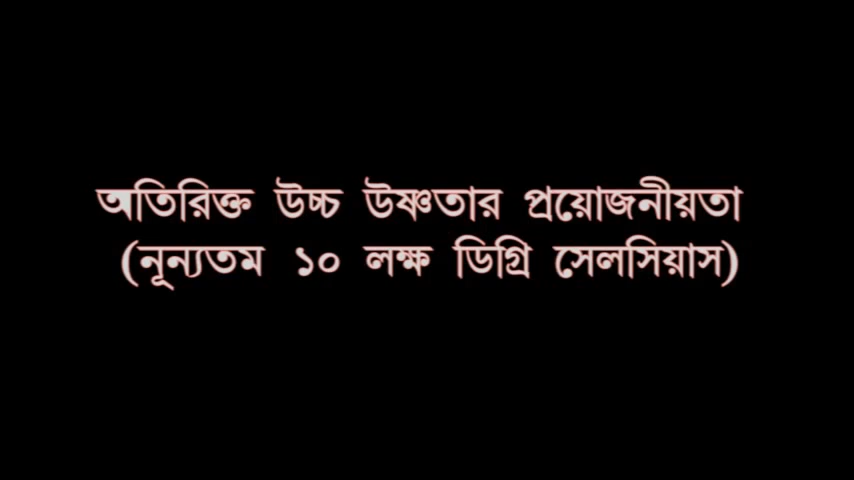 অতিরিক্ত উচ্চ উষ্ণতার প্রয়োজনীয়তা
(নূন্যতম ১০ লক্ষ ডিগ্রি সেলসিয়াস)